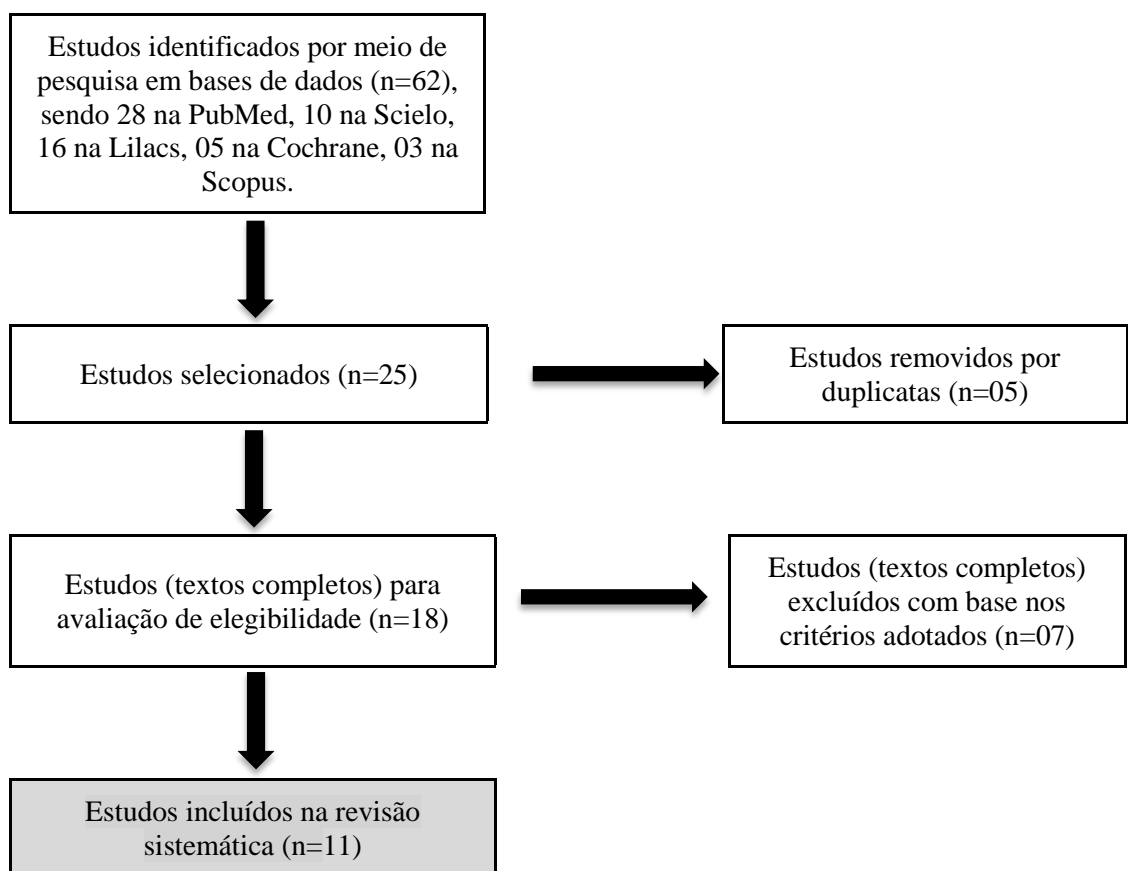 Estudos identificados por meio de
pesquisa em bases de dados (n=62),
sendo 28 na PubMed, 10 na Scielo,
16 na Lilacs, 05 na Cochrane, 03 na
Scopus.
Estudos selecionados (n=25)
Estudos removidos por
duplicatas (n=05)
Estudos (textos completos) para
avaliação de elegibilidade (n=18)
Estudos (textos completos)
excluídos com base nos
critérios adotados (n=07)
Estudos incluídos na revisão
sistemática (n=11)